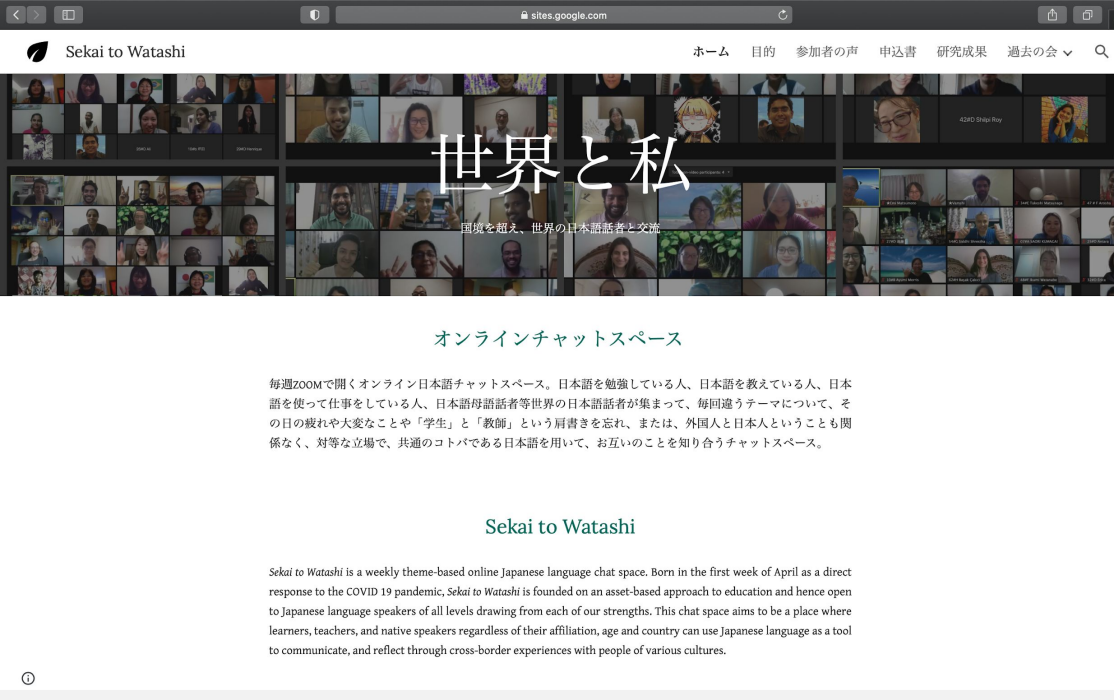 sites.google.com
Sekai to Watashi
ホーム 目的 参加者の声 申込書 研究成果 過去の会
42#D Shilpi Roy
世界と私
国境を超え、世界の日本語話者と交流
オンラインチャットスペース
毎週ZOOMで開くオンライン日本語チャットスペース。日本語を勉強している人、日本語を教えている人、日本
語を使って仕事をしている人、日本語母語話者等世界の日本語話者が集まって、毎回違うテーマについて、そ
の日の疲れや大変なことや「学生」と「教師」という肩書きを忘れ、または、外国人と日本人ということも関
係なく、対等な立場で、共通のコトバである日本語を用いて、お互いのことを知り合うチャットスペース。
Sekai to Watashi
Sekai to Watashi is a weekly theme-based online Japanese language chat space. Born in the first week of April as a direct
response to the COVID 19 pandemic, Sekai to Watashi is founded on an asset-based approach to education and hence open
to Japanese language speakers of all levels drawing from each of our strengths. This chat space aims to be a place where
learners, teachers, and native speakers regardless of their affiliation, age and country can use Japanese language as a tool
to communicate, and reflect through cross-border experiences with people of various cultures.